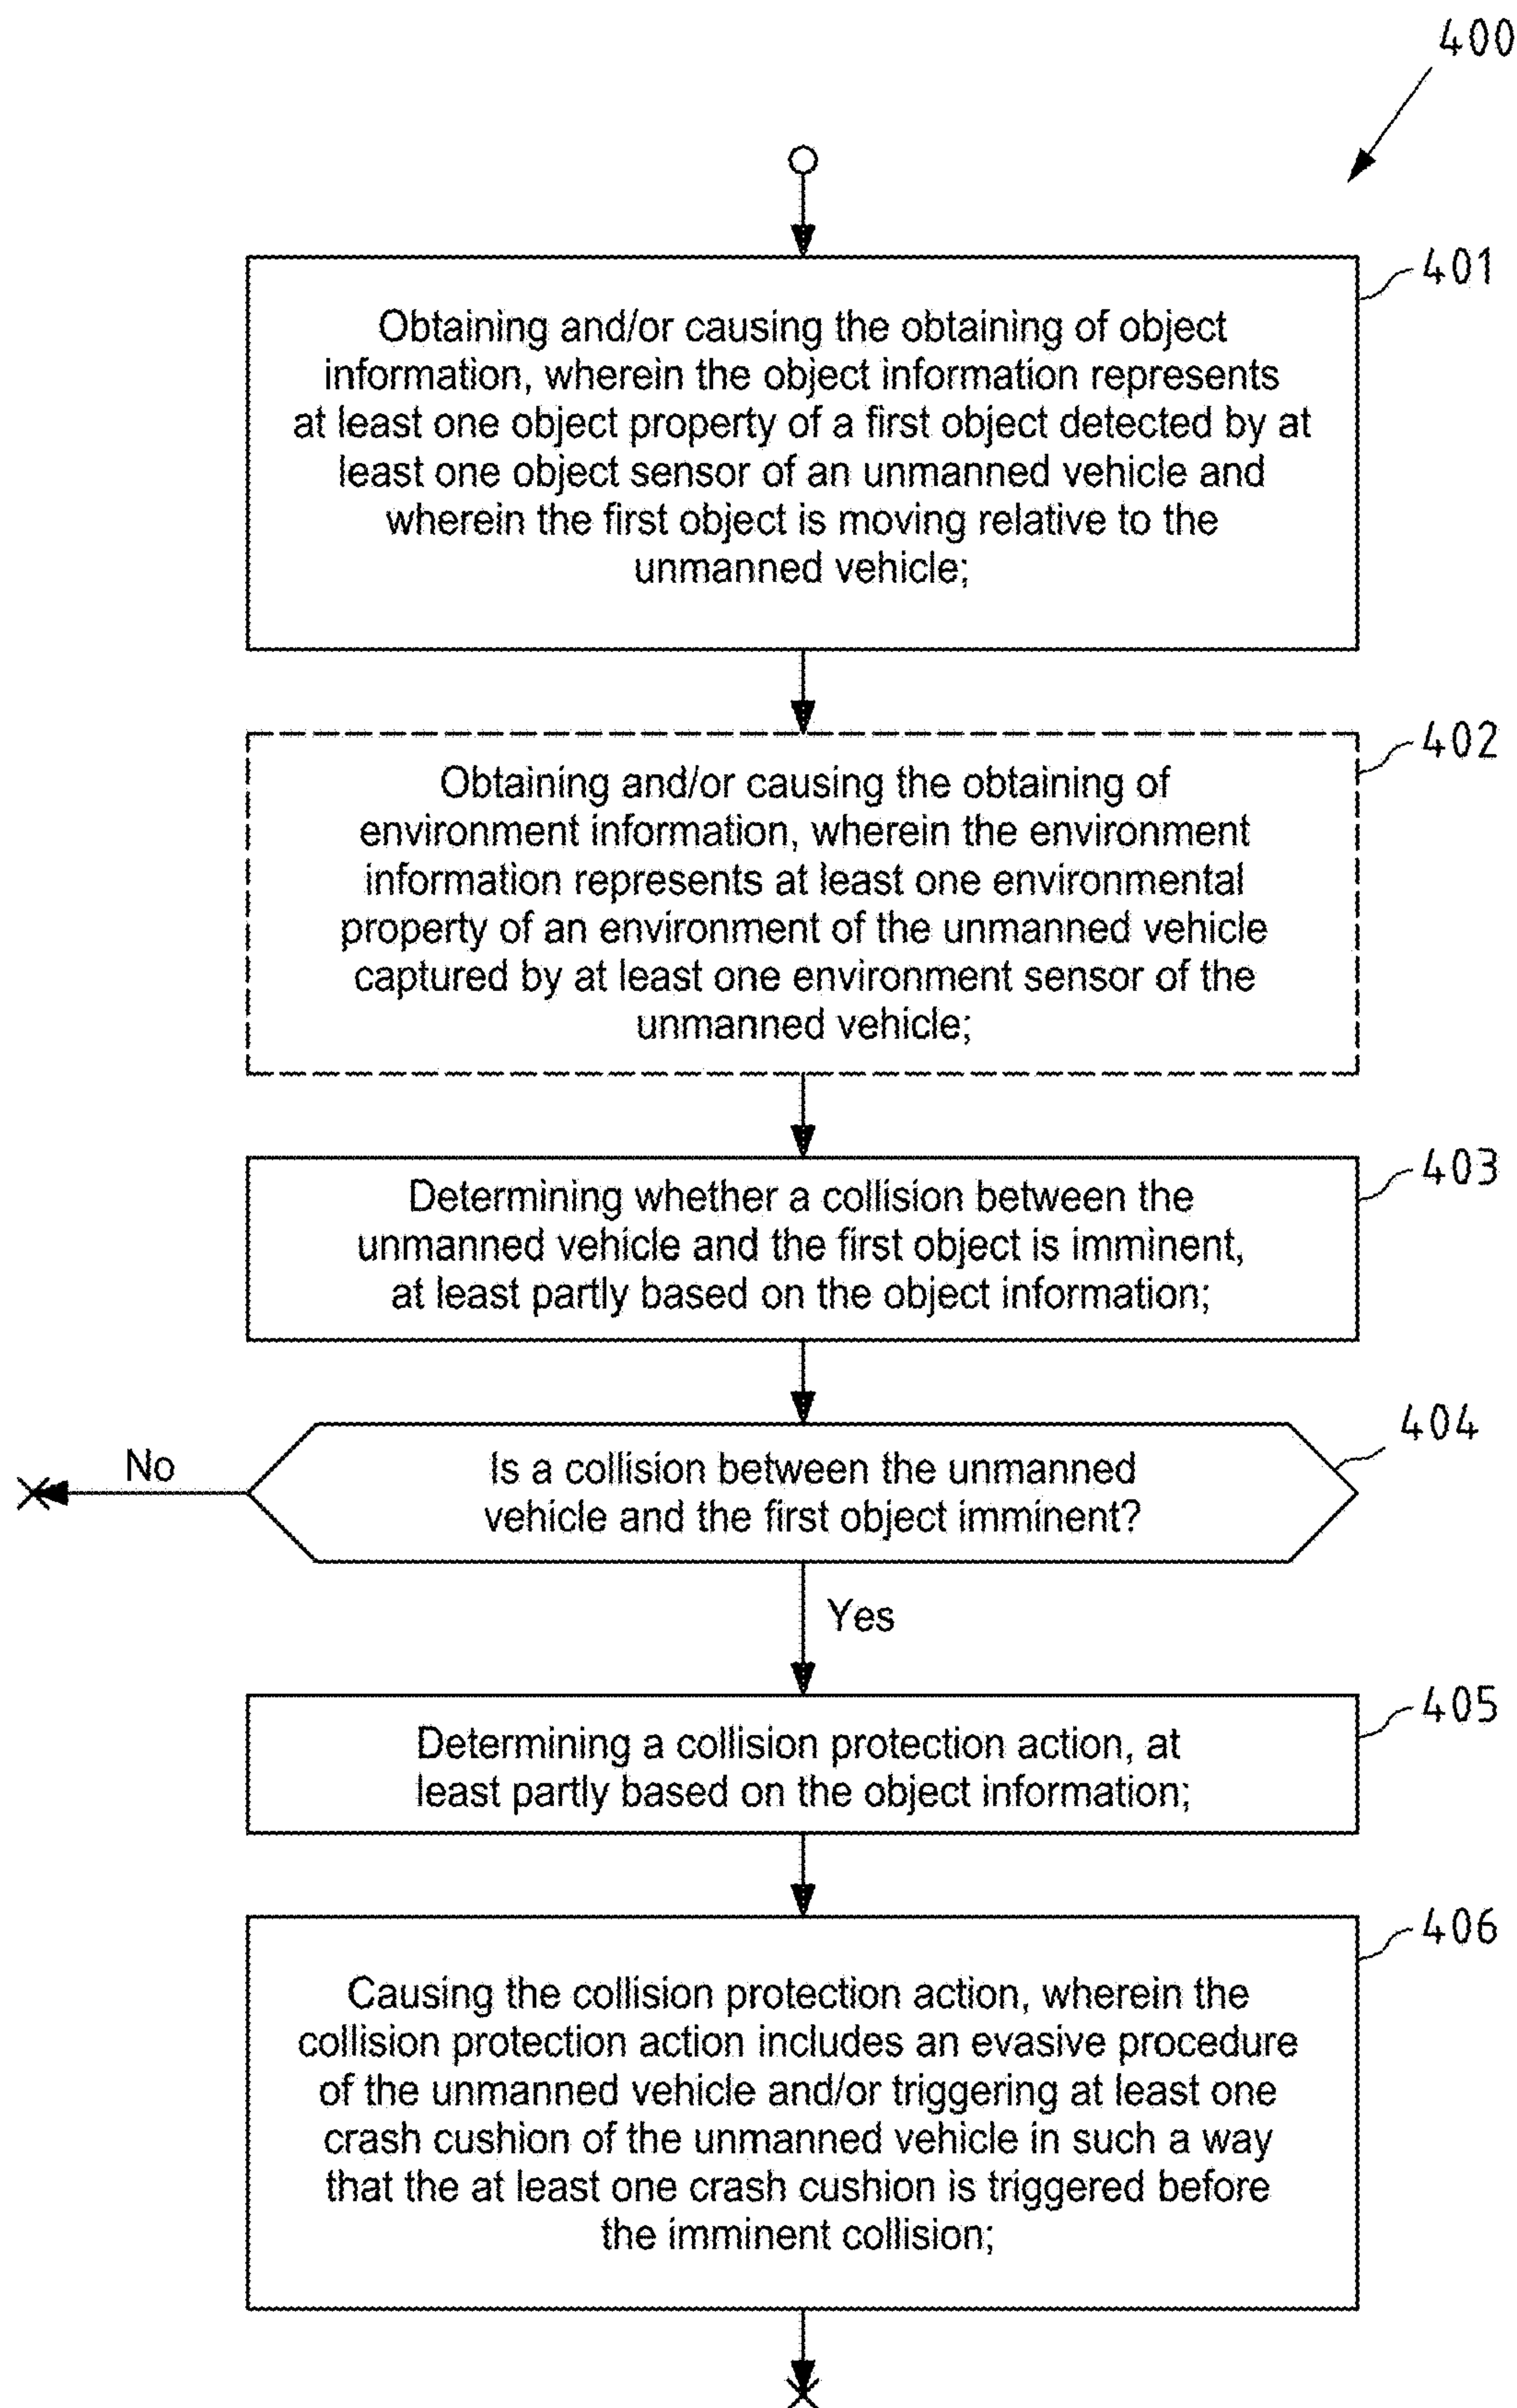 400
401
Obtaining and/or causing the obtaining of object
information, wherein the object information represents
at least one object property of a first object detected by at
least one object sensor of an unmanned vehicle and
wherein the first object is moving relative to the
unmanned vehicle;
402
Obtaining and/or causing the obtaining of
environment information, wherein the environment
information represents at least one environmental
property of an environment of the unmanned vehicle
captured by at least one environment sensor of the
unmanned vehicle;
403
Determining whether a collision between the
unmanned vehicle and the first object is imminent,
at least partly based on the object information;
404
No
Is a collision between the unmanned
vehicle and the first object imminent?
Yes
405
Determining a collision protection action, at
least partly based on the object information;
406
Causing the collision protection action, wherein the
collision protection action includes an evasive procedure
of the unmanned vehicle and/or triggering at least one
crash cushion of the unmanned vehicle in such a way
that the at least one crash cushion is triggered before
the imminent collision;